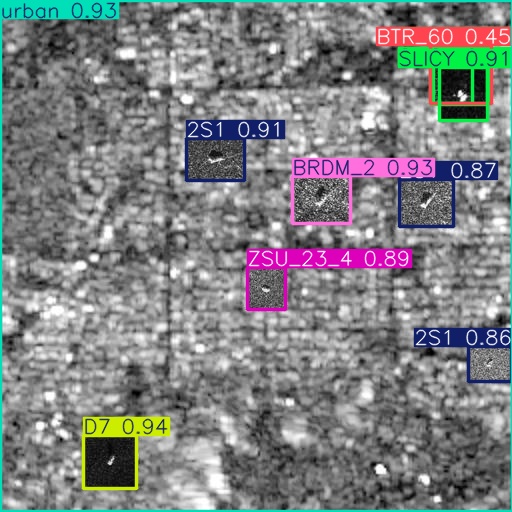 urban 0.93
BTR_60 0.45
SLICY 0.91
2S1 0.91
BRDM_2 0.93
0.87
ZSU_23_4 0.89
2S1 0.86
D7 0.94